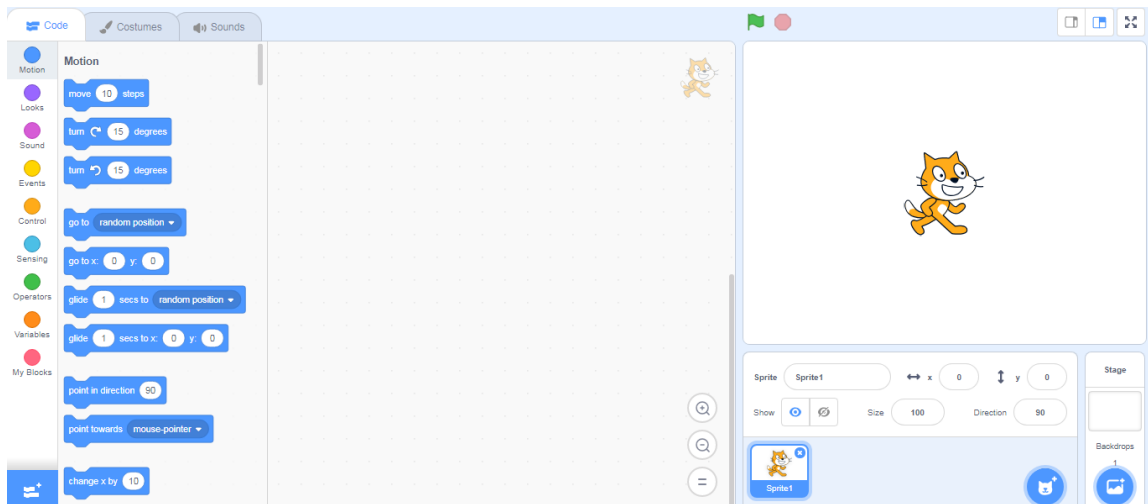 Code
Costumes
Sounds
Motion
Looks
Sound
Events
Control
Sensing
Operators
Variables
My Blocks
Motion
move 10 steps
turn 15 degrees
turn 15 degrees
go to random position
go to x: 0 y: 0
glide 1 secs to random position
glide 1 secs to x: 0 y: 0
point in direction 90
point towards mouse-pointer
change x by 10
Sprite Sprite1 x 0 y 0
Show Size 100 Direction 90
Sprite1
Stage
Backdrops
1